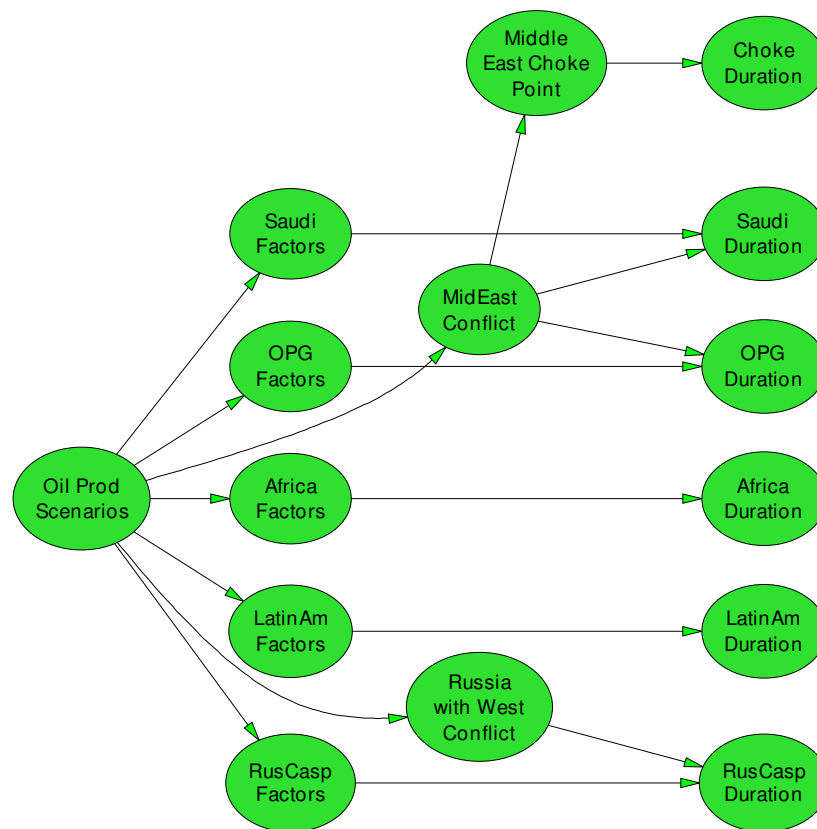 Middle
East Choke
Point
Choke
Duration
Saudi
Factors
Saudi
Duration
MidEast
Conflict
OPG
Factors
OPG
Duration
Oil Prod
Scenarios
Africa
Factors
Africa
Duration
LatinAm
Factors
LatinAm
Duration
Russia
with West
Conflict
RusCasp
Factors
RusCasp
Duration